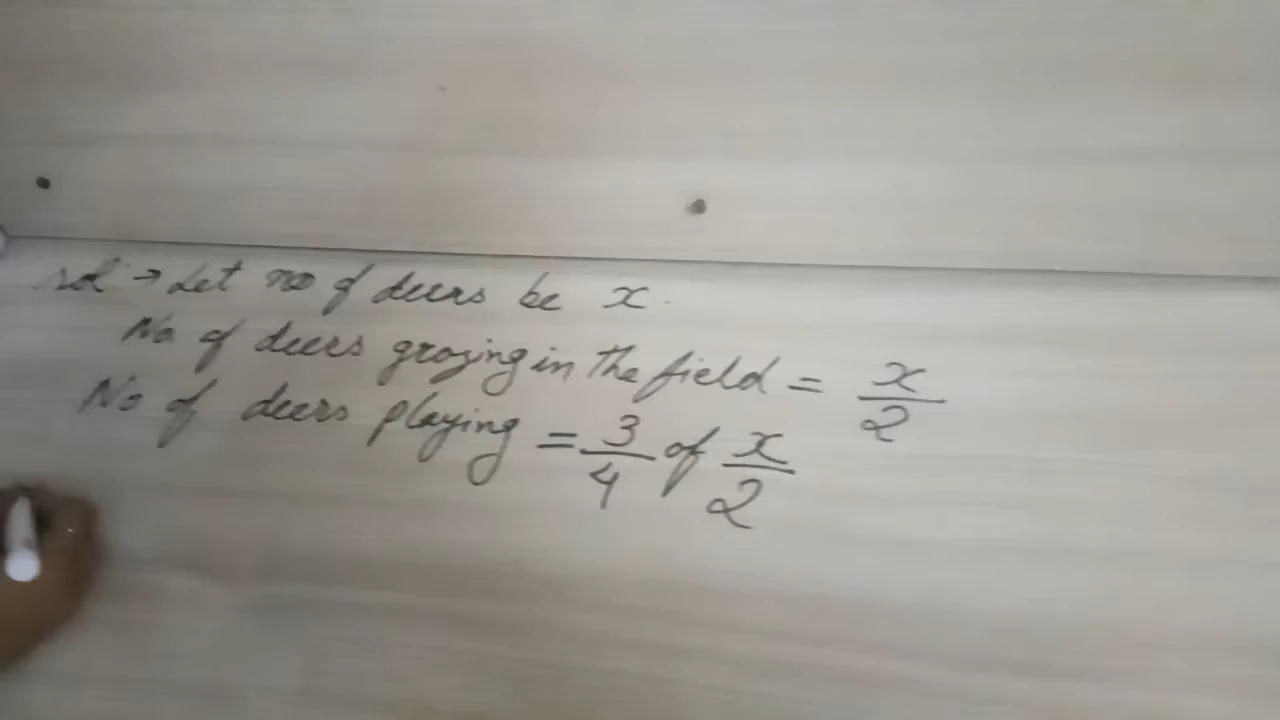 sol → Let no of deers be x.
No. of deers grazing in the field = x/2
No of deers playing = 3/4 of x/2